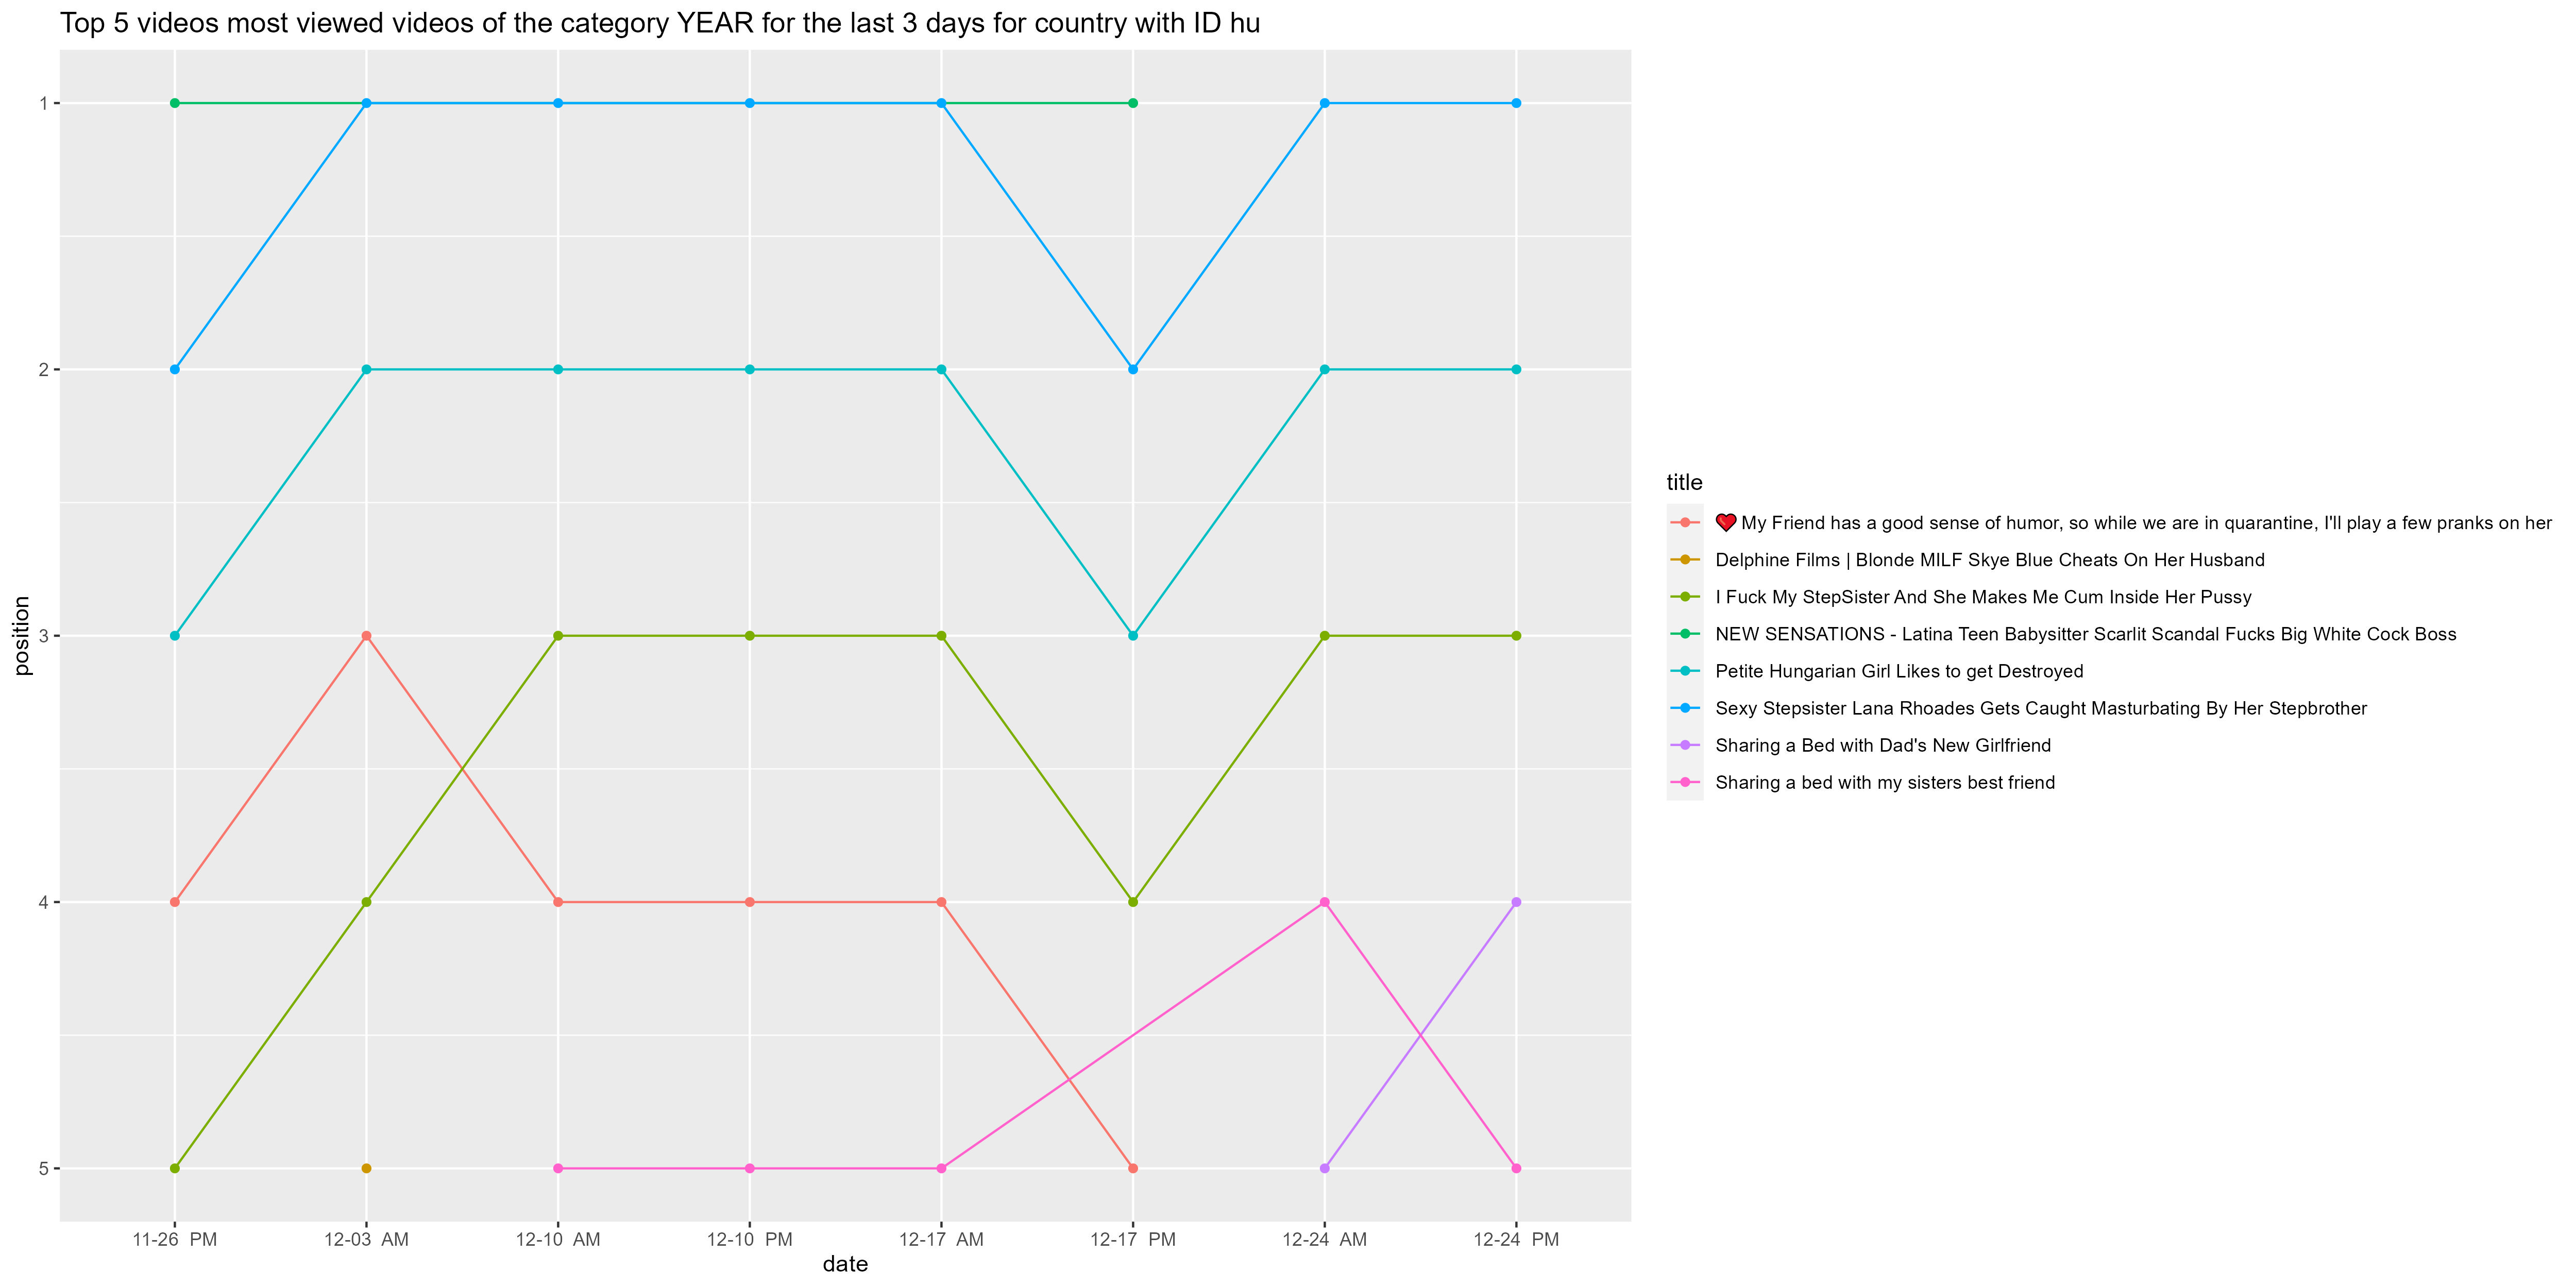 Top 5 videos most viewed videos of the category YEAR for the last 3 days for country with ID hu
position
1
2
3
4
5
11-26 PM
12-03 AM
12-10 AM
12-10 PM
12-17 AM
12-17 PM
12-24 AM
12-24 PM
date
title
❤️ My Friend has a good sense of humor, so while we are in quarantine, I'll play a few pranks on her
Delphine Films | Blonde MILF Skye Blue Cheats On Her Husband
I Fuck My StepSister And She Makes Me Cum Inside Her Pussy
NEW SENSATIONS - Latina Teen Babysitter Scarlit Scandal Fucks Big White Cock Boss
Petite Hungarian Girl Likes to get Destroyed
Sexy Stepsister Lana Rhoades Gets Caught Masturbating By Her Stepbrother
Sharing a Bed with Dad's New Girlfriend
Sharing a bed with my sisters best friend